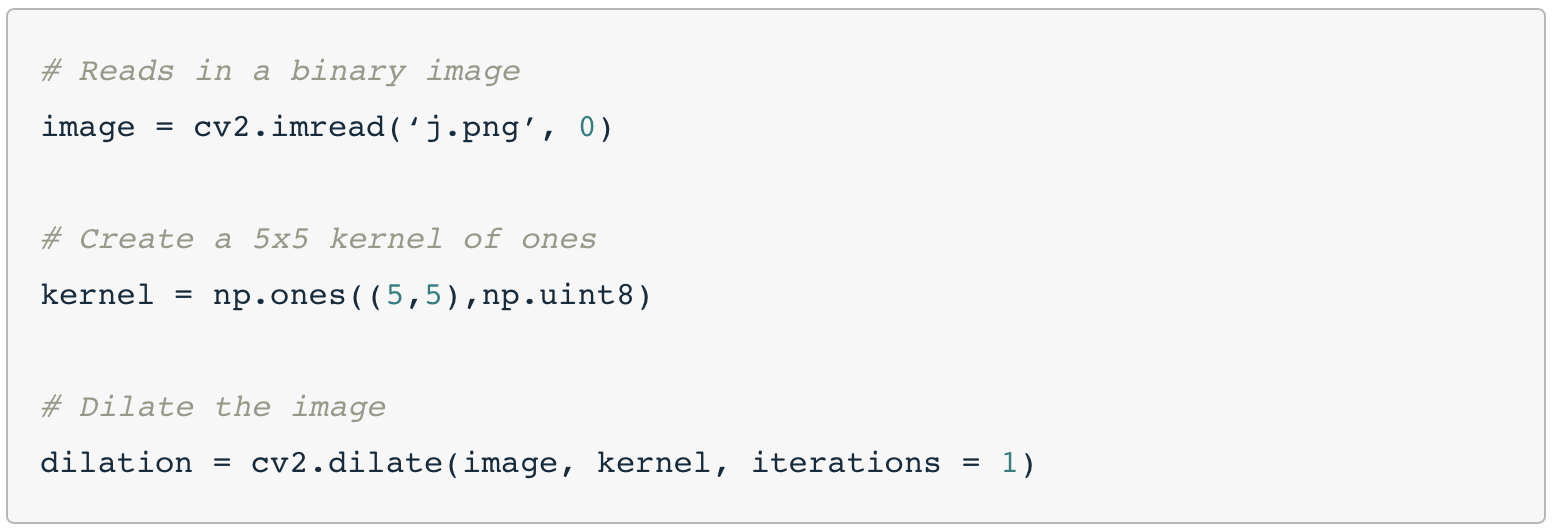 # Reads in a binary image
image = cv2.imread(‘j.png’, 0)
# Create a 5x5 kernel of ones
kernel = np.ones((5,5),np.uint8)
# Dilate the image
dilation = cv2.dilate(image, kernel, iterations = 1)